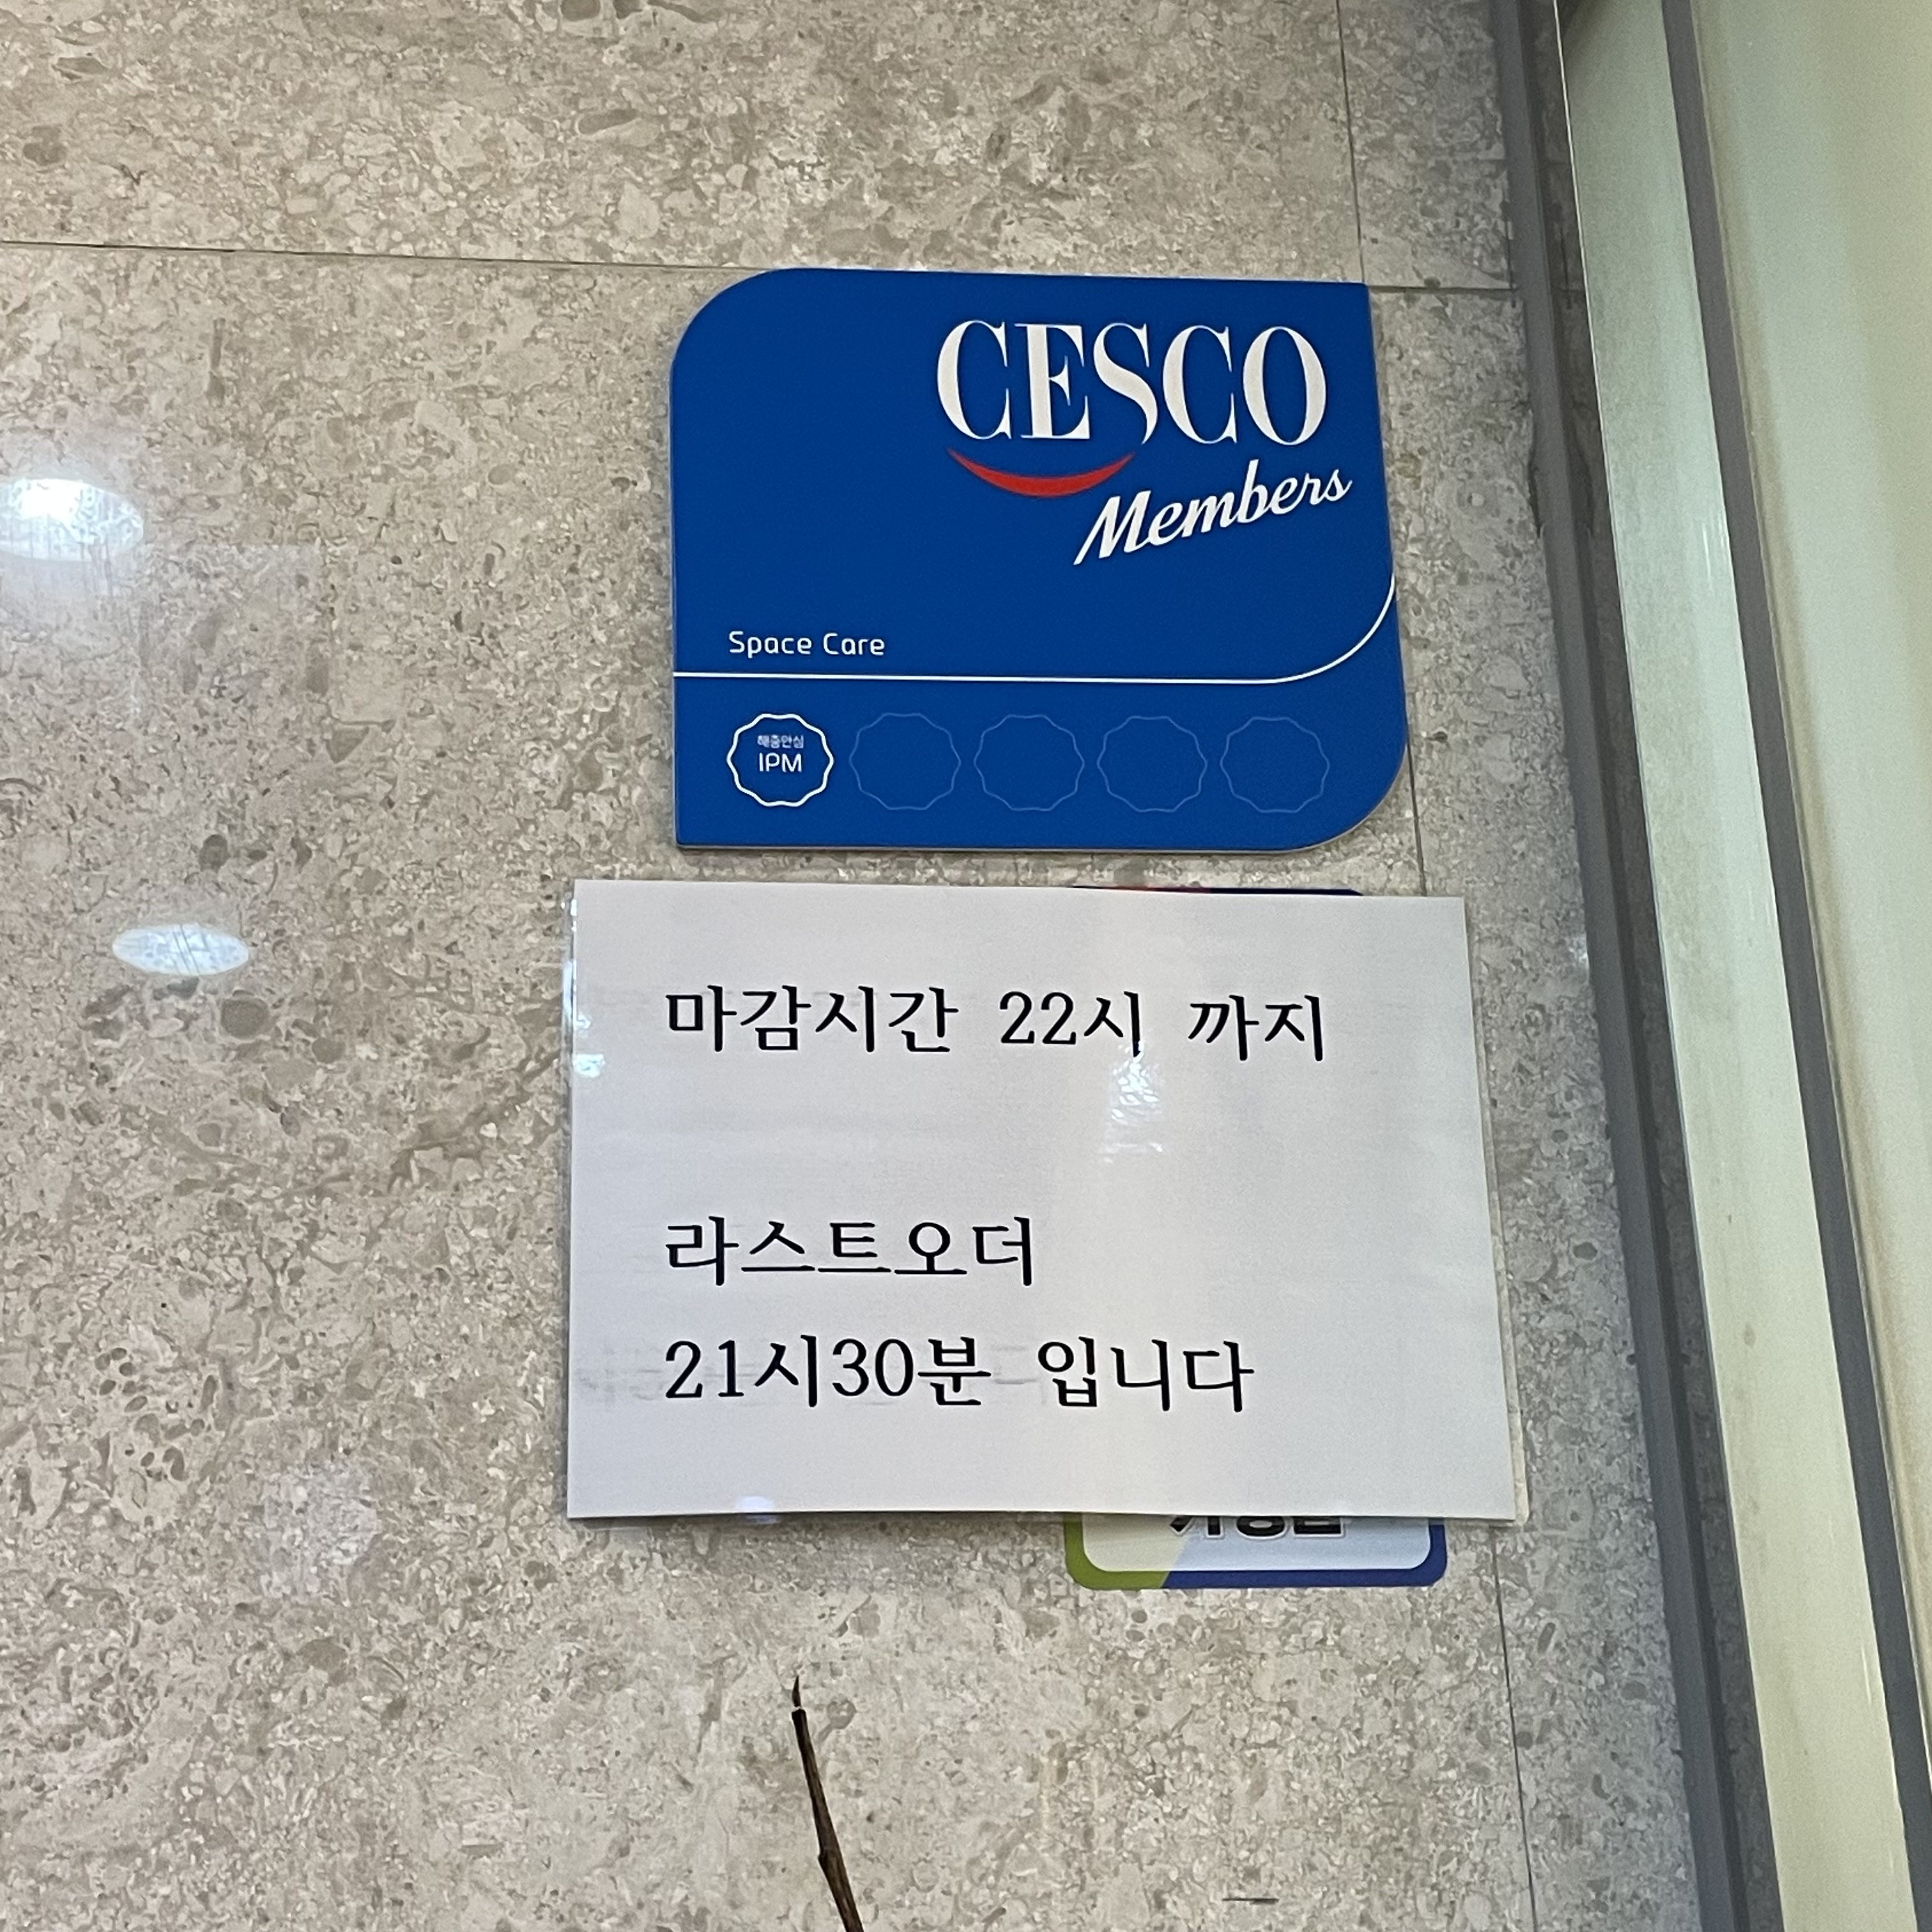 CESCO
Members
Space Care
해충안심
IPM
마감시간 22시 까지
라스트오더
21시30분 입니다